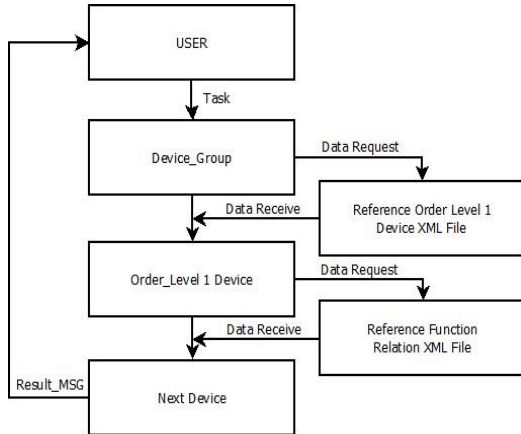 USER
Task
Device_Group
Data Request
Data Receive
Reference Order Level 1
Device XML File
Order_Level 1 Device
Data Request
Data Receive
Reference Function
Relation XML File
Result_MSG
Next Device